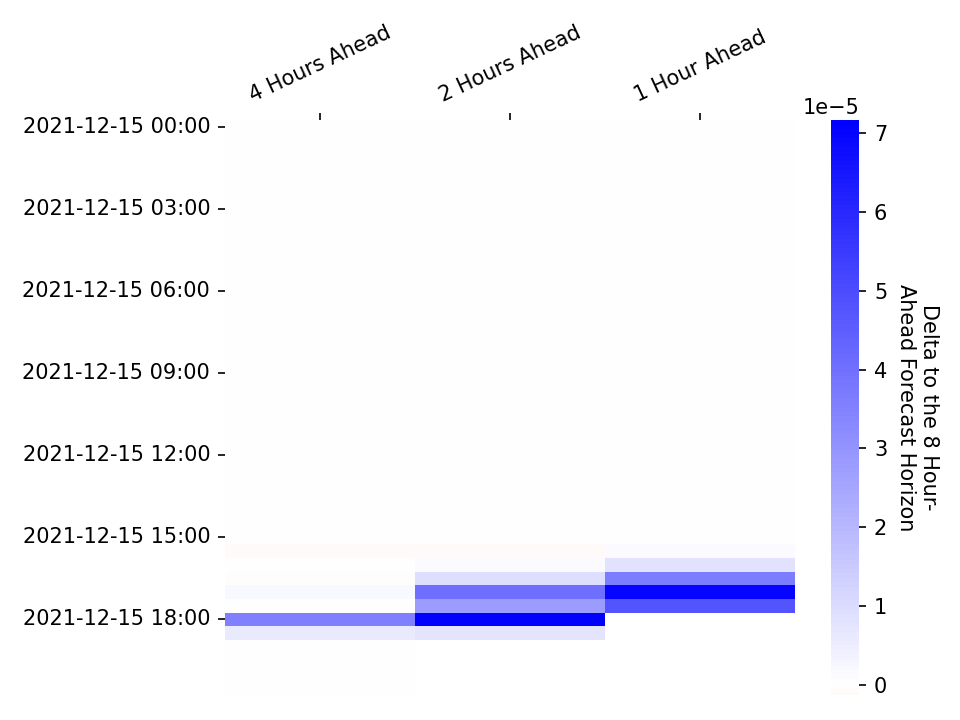 4 Hours Ahead
2 Hours Ahead
1 Hour Ahead
2021-12-15 00:00
2021-12-15 03:00
2021-12-15 06:00
2021-12-15 09:00
2021-12-15 12:00
2021-12-15 15:00
2021-12-15 18:00
1e−5
7
6
5
4
3
2
1
0
Delta to the 8 Hour-
Ahead Forecast Horizon